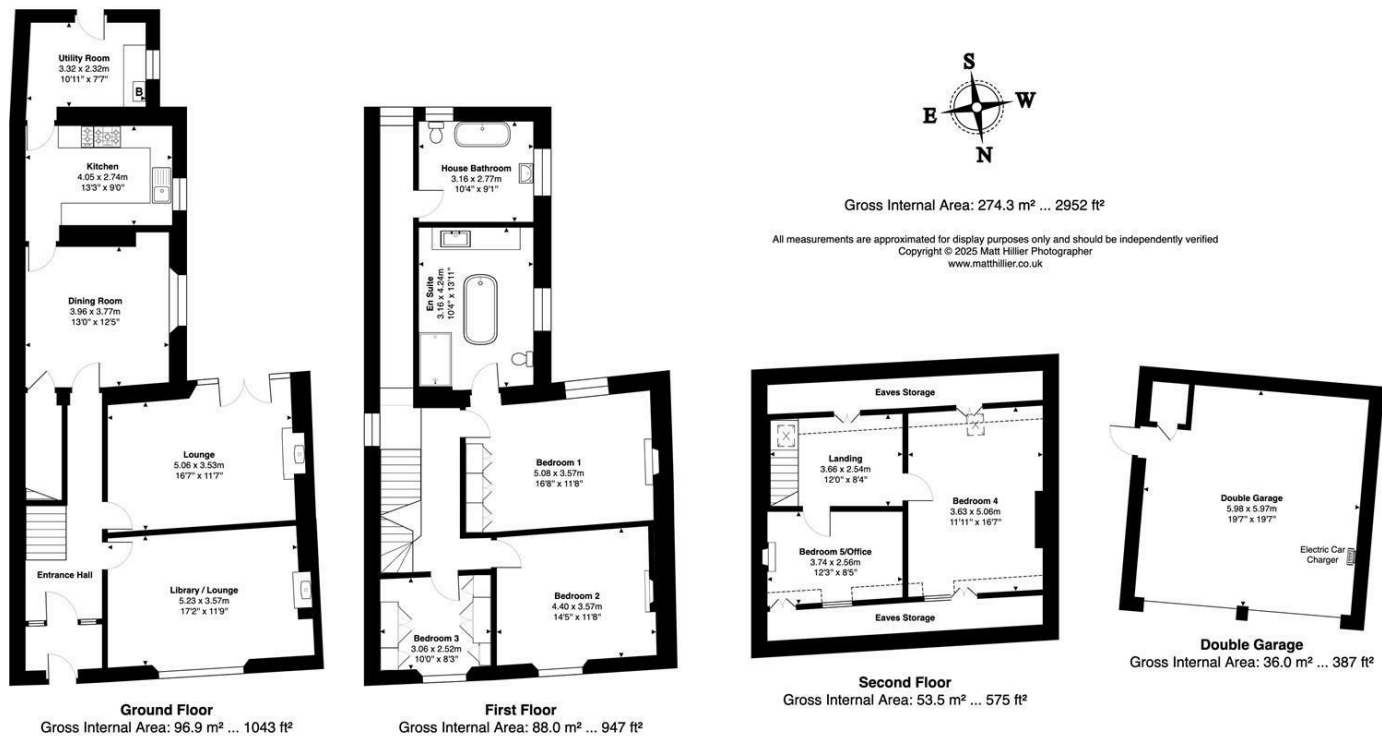 Utility Room
3.32 x 2.32m
10'11" x 7'7"
B
Kitchen
4.05 x 2.74m
13'3" x 9'0"
Dining Room
3.96 x 3.77m
13'0" x 12'5"
Lounge
5.06 x 3.53m
16'7" x 11'7"
Entrance Hall
Library / Lounge
5.23 x 3.57m
17'2" x 11'9"
Ground Floor
Gross Internal Area: 96.9 m² ... 1043 ft²
House Bathroom
3.16 x 2.77m
10'4" x 9'1"
En Suite
3.16 x 4.24m
10'4" x 13'11"
Bedroom 1
5.08 x 3.57m
16'8" x 11'8"
Bedroom 2
4.40 x 3.57m
14'5" x 11'8"
Bedroom 3
3.06 x 2.52m
10'0" x 8'3"
First Floor
Gross Internal Area: 88.0 m² ... 947 ft²
S
E
W
N
Gross Internal Area: 274.3 m² ... 2952 ft²
All measurements are approximated for display purposes only and should be independently verified
Copyright © 2025 Matt Hillier Photographer
www.matthillier.co.uk
Eaves Storage
Landing
3.66 x 2.54m
12'0" x 8'4"
Bedroom 4
3.63 x 5.06m
11'11" x 16'7"
Bedroom 5/Office
3.74 x 2.56m
12'3" x 8'5"
Eaves Storage
Second Floor
Gross Internal Area: 53.5 m² ... 575 ft²
Double Garage
5.98 x 5.97m
19'7" x 19'7"
Electric Car
Charger
Double Garage
Gross Internal Area: 36.0 m² ... 387 ft²